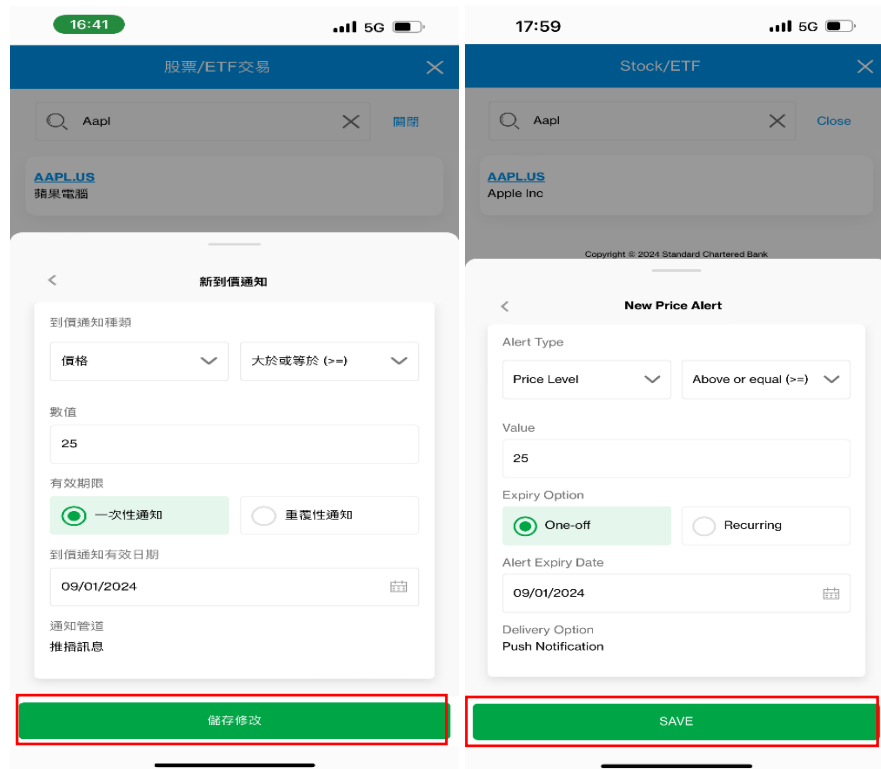 16:41
5G
股票/ETF交易
Aapl
關閉
AAPL.US
蘋果電腦
新到價通知
到價通知種類
價格
大於或等於 (>=)
數值
25
有效期限
一次性通知
重覆性通知
到價通知有效日期
09/01/2024
通知管道
推播訊息
儲存修改
17:59
5G
Stock/ETF
Aapl
Close
AAPL.US
Apple Inc
Copyright © 2024 Standard Chartered Bank
New Price Alert
Alert Type
Price Level
Above or equal (>=)
Value
25
Expiry Option
One-off
Recurring
Alert Expiry Date
09/01/2024
Delivery Option
Push Notification
SAVE